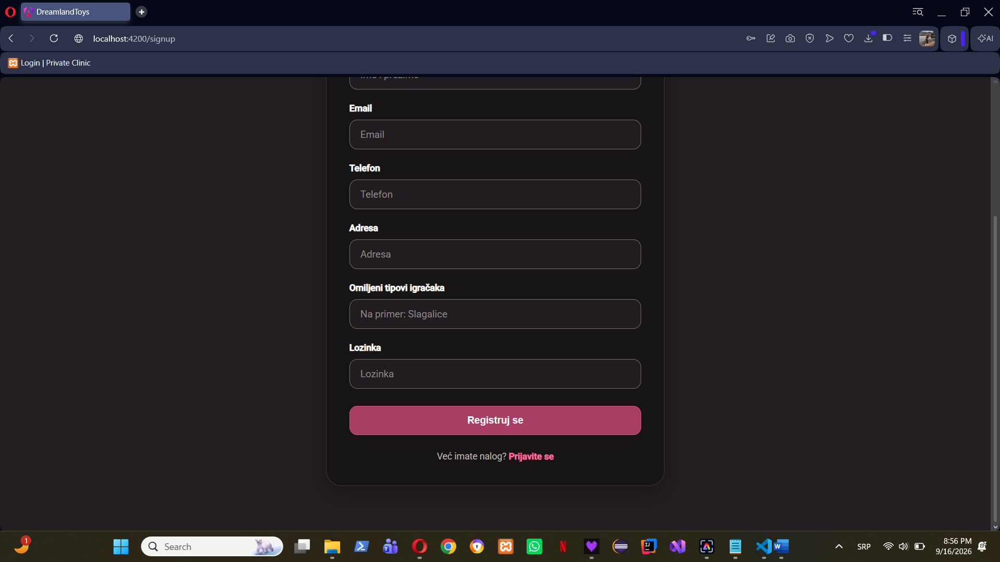 DreamlandToys
localhost:4200/signup
AI
Login | Private Clinic
Email
Email
Telefon
Telefon
Adresa
Adresa
Omiljeni tipovi igračaka
Na primer: Slagalice
Lozinka
Lozinka
Registruj se
Već imate nalog? Prijavite se
1
Search
SRP
8:56 PM
9/16/2026